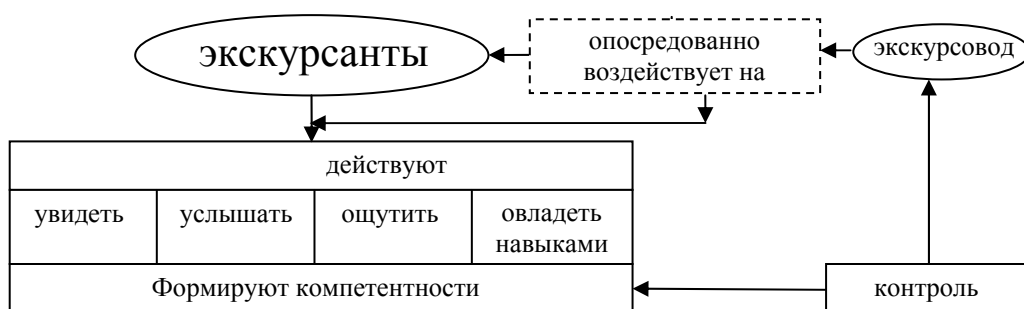 экскурсанты
опосредованно
воздействует на
экскурсовод
действуют
увидеть
услышать
ощутить
овладеть
навыками
Формируют компетентности
контроль